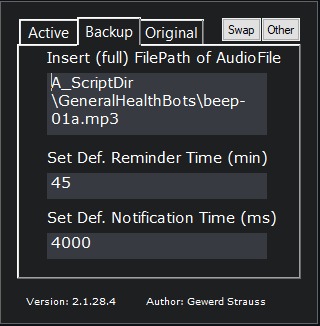 Active Backup Original Swap Other
Insert (full) FilePath of AudioFile
A_ScriptDir
\GeneralHealthBots\beep-
01a.mp3
Set Def. Reminder Time (min)
45
Set Def. Notification Time (ms)
4000
Version: 2.1.28.4 Author: Gewerd Strauss